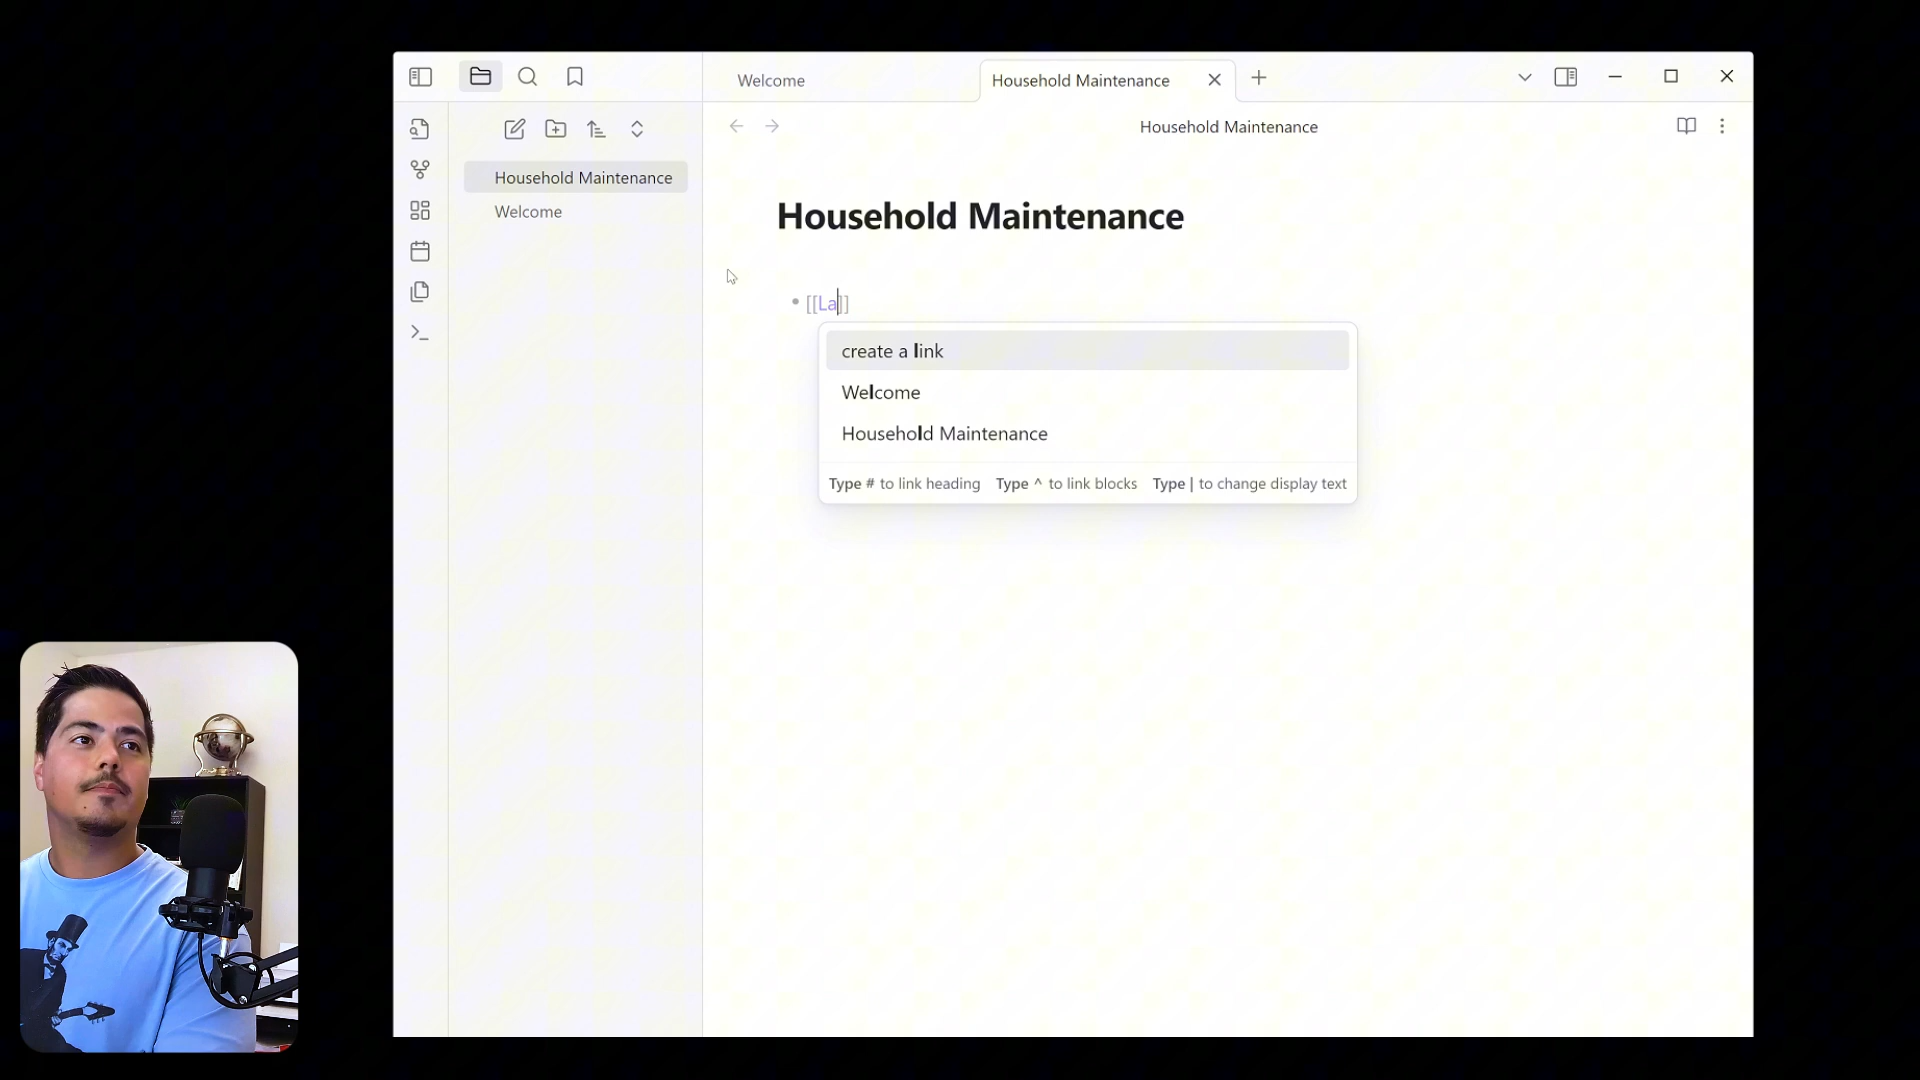 Welcome
Household Maintenance
Household Maintenance
Household Maintenance
Welcome
Household Maintenance
[[La]]
create a link
Welcome
Household Maintenance
Type # to link heading Type ^ to link blocks Type | to change display text